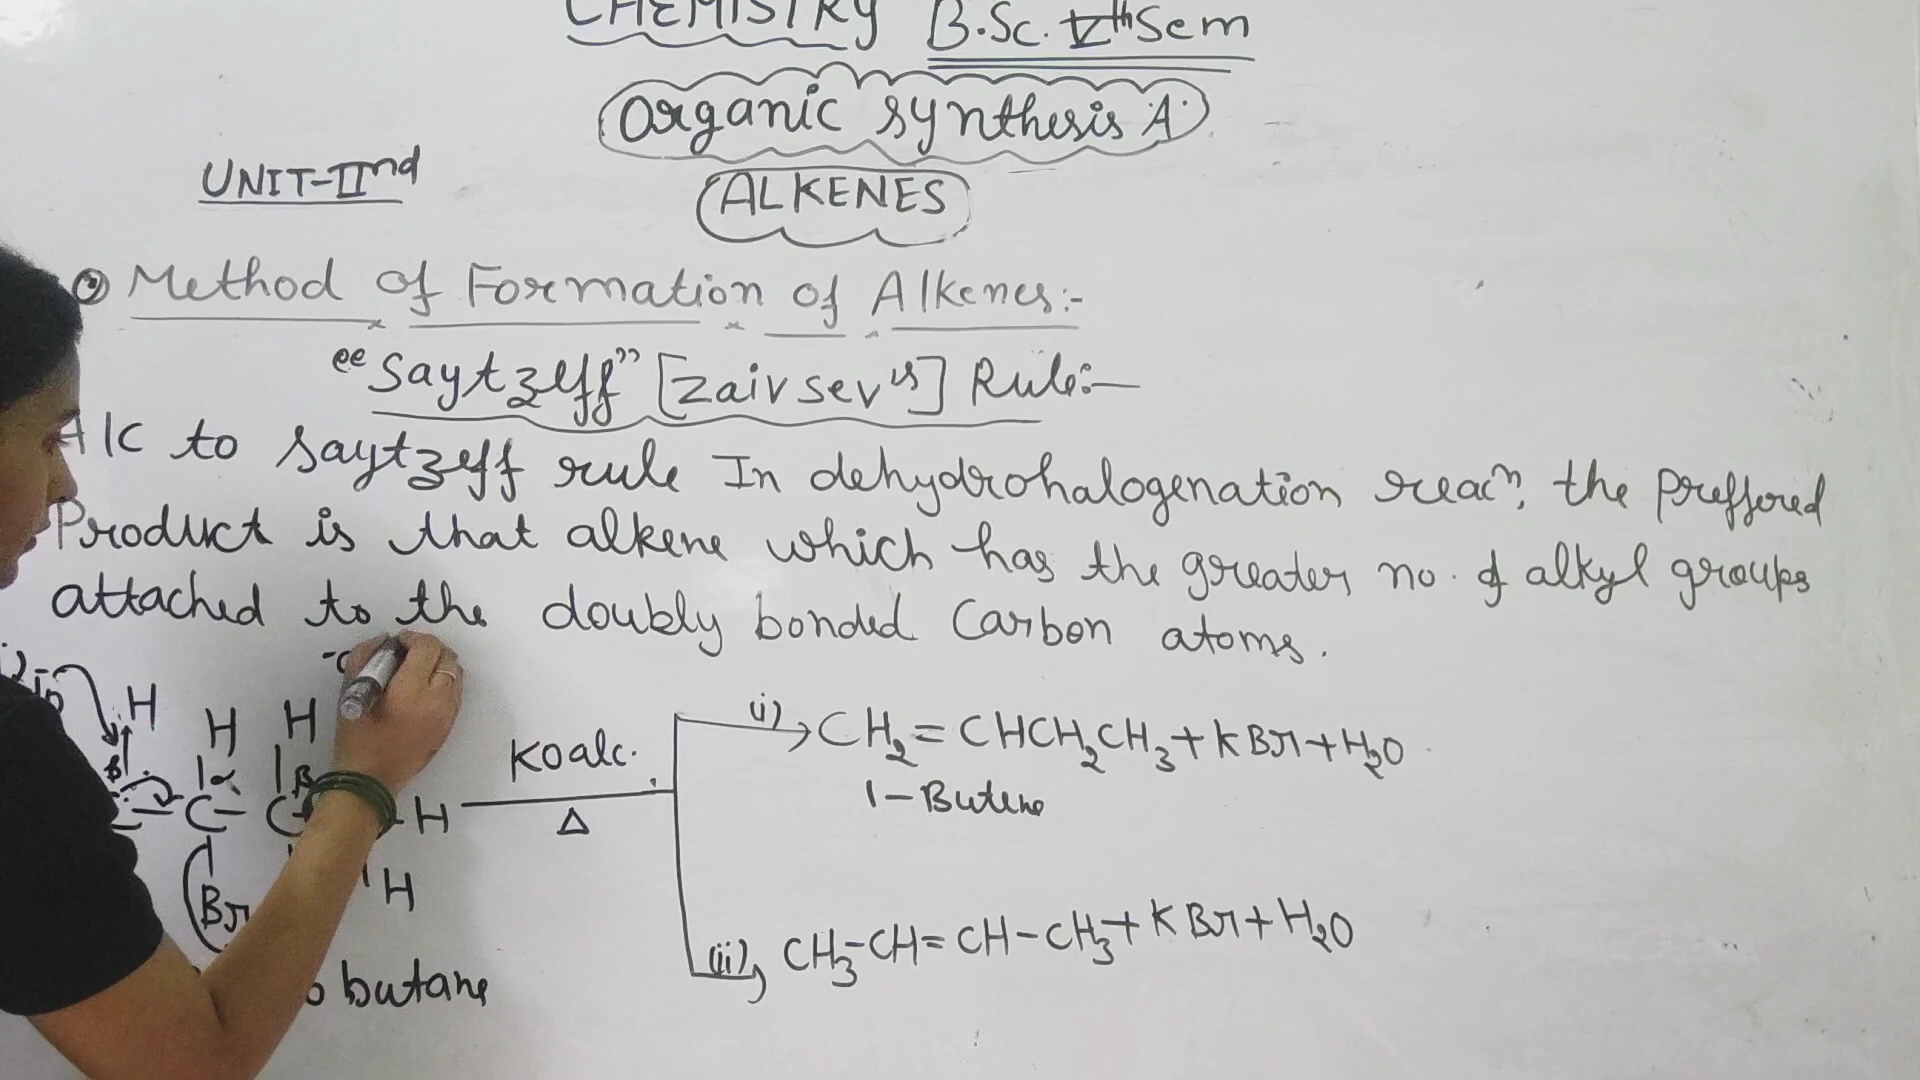 CHEMISTRY B.Sc. Vth Sem
Organic synthesis A
UNIT-IInd
ALKENES
Method of Formation of Alkenes:-
"Saytzeff" [zaivsev's] Rule:-
A/c to saytzeff rule In dehydrohalogenation reacn, the preffered
Product is that alkene which has the greater no. of alkyl groups
attached to the doubly bonded Carbon atoms.
H H H
KOalc.
(i) CH2=CHCH2CH3+KBr+H2O
β α β
C-C-C H
Δ
1-Butene
Br H
(ii) CH3-CH=CH-CH3+KBr+H2O
butane